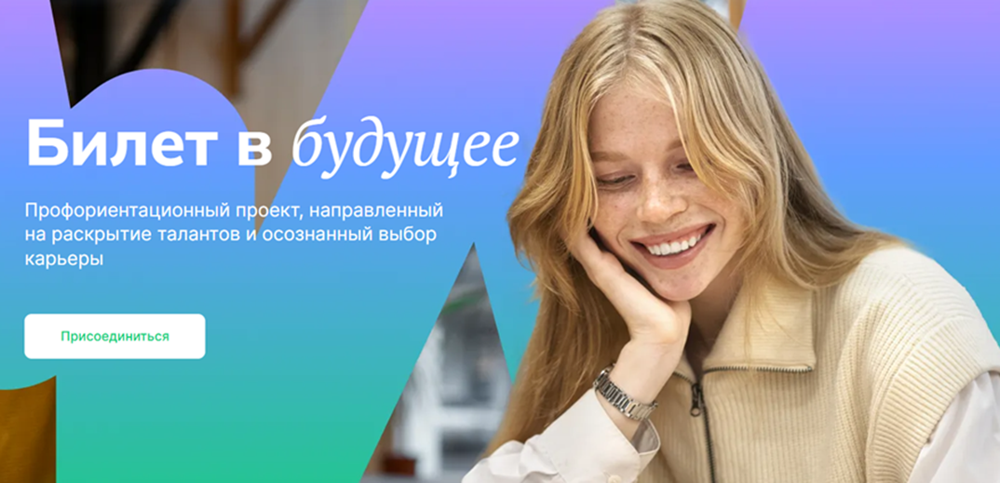 Билет в будущее
Профориентационный проект, направленный
на раскрытие талантов и осознанный выбор
карьеры
Присоединиться